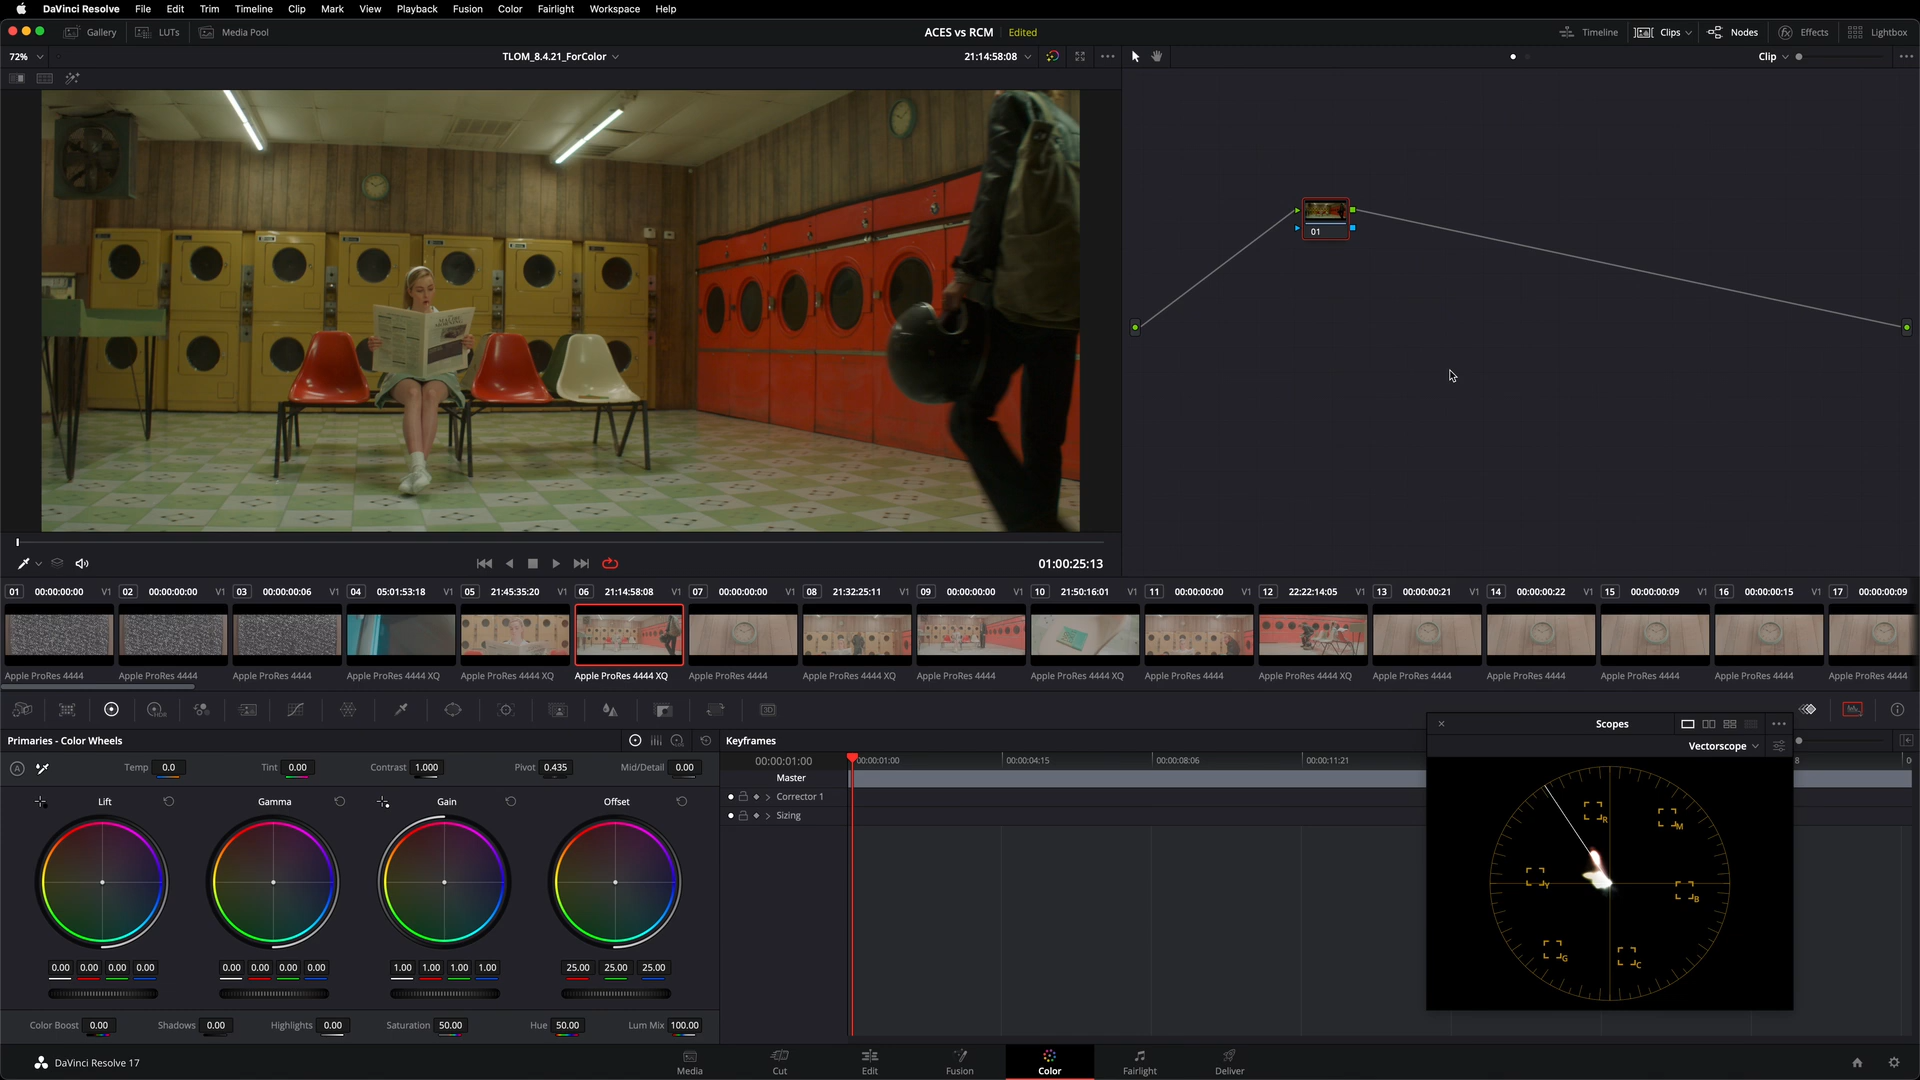 DaVinci Resolve File Edit Trim Timeline Clip Mark View Playback Fusion Color Fairlight Workspace Help
Gallery LUTs Media Pool ACES vs RCM Edited Timeline Clips Nodes Effects Lightbox
72% TLOM_8.4.21_ForColor 21:14:58:08 Clip
01
01:00:25:13
01 00:00:00:00 V1 02 00:00:00:00 V1 03 00:00:00:06 V1 04 05:01:53:18 V1 05 21:45:35:20 V1 06 21:14:58:08 V1 07 00:00:00:00 V1 08 21:32:25:11 V1 09 00:00:00:00 V1 10 21:50:16:01 V1 11 00:00:00:00 V1 12 22:22:14:05 V1 13 00:00:00:21 V1 14 00:00:00:22 V1 15 00:00:00:09 V1 16 00:00:00:15 V1 17 00:00:00:09
Apple ProRes 4444 Apple ProRes 4444 Apple ProRes 4444 Apple ProRes 4444 XQ Apple ProRes 4444 XQ Apple ProRes 4444 XQ Apple ProRes 4444 Apple ProRes 4444 XQ Apple ProRes 4444 Apple ProRes 4444 XQ Apple ProRes 4444 Apple ProRes 4444 XQ Apple ProRes 4444 Apple ProRes 4444 Apple ProRes 4444 Apple ProRes 4444 Apple ProRes 4444
HDR 3D
Primaries - Color Wheels Keyframes Scopes
Vectorscope
A Temp 0.0 Tint 0.00 Contrast 1.000 Pivot 0.435 Mid/Detail 0.00
00:00:01:00 00:00:01:00 00:00:04:15 00:00:08:06 00:00:11:21
Master
Corrector 1
Sizing
Lift Gamma Gain Offset
R M
Y B
G C
0.00 0.00 0.00 0.00 0.00 0.00 0.00 0.00 1.00 1.00 1.00 1.00 25.00 25.00 25.00
Color Boost 0.00 Shadows 0.00 Highlights 0.00 Saturation 50.00 Hue 50.00 Lum Mix 100.00
DaVinci Resolve 17 Media Cut Edit Fusion Color Fairlight Deliver